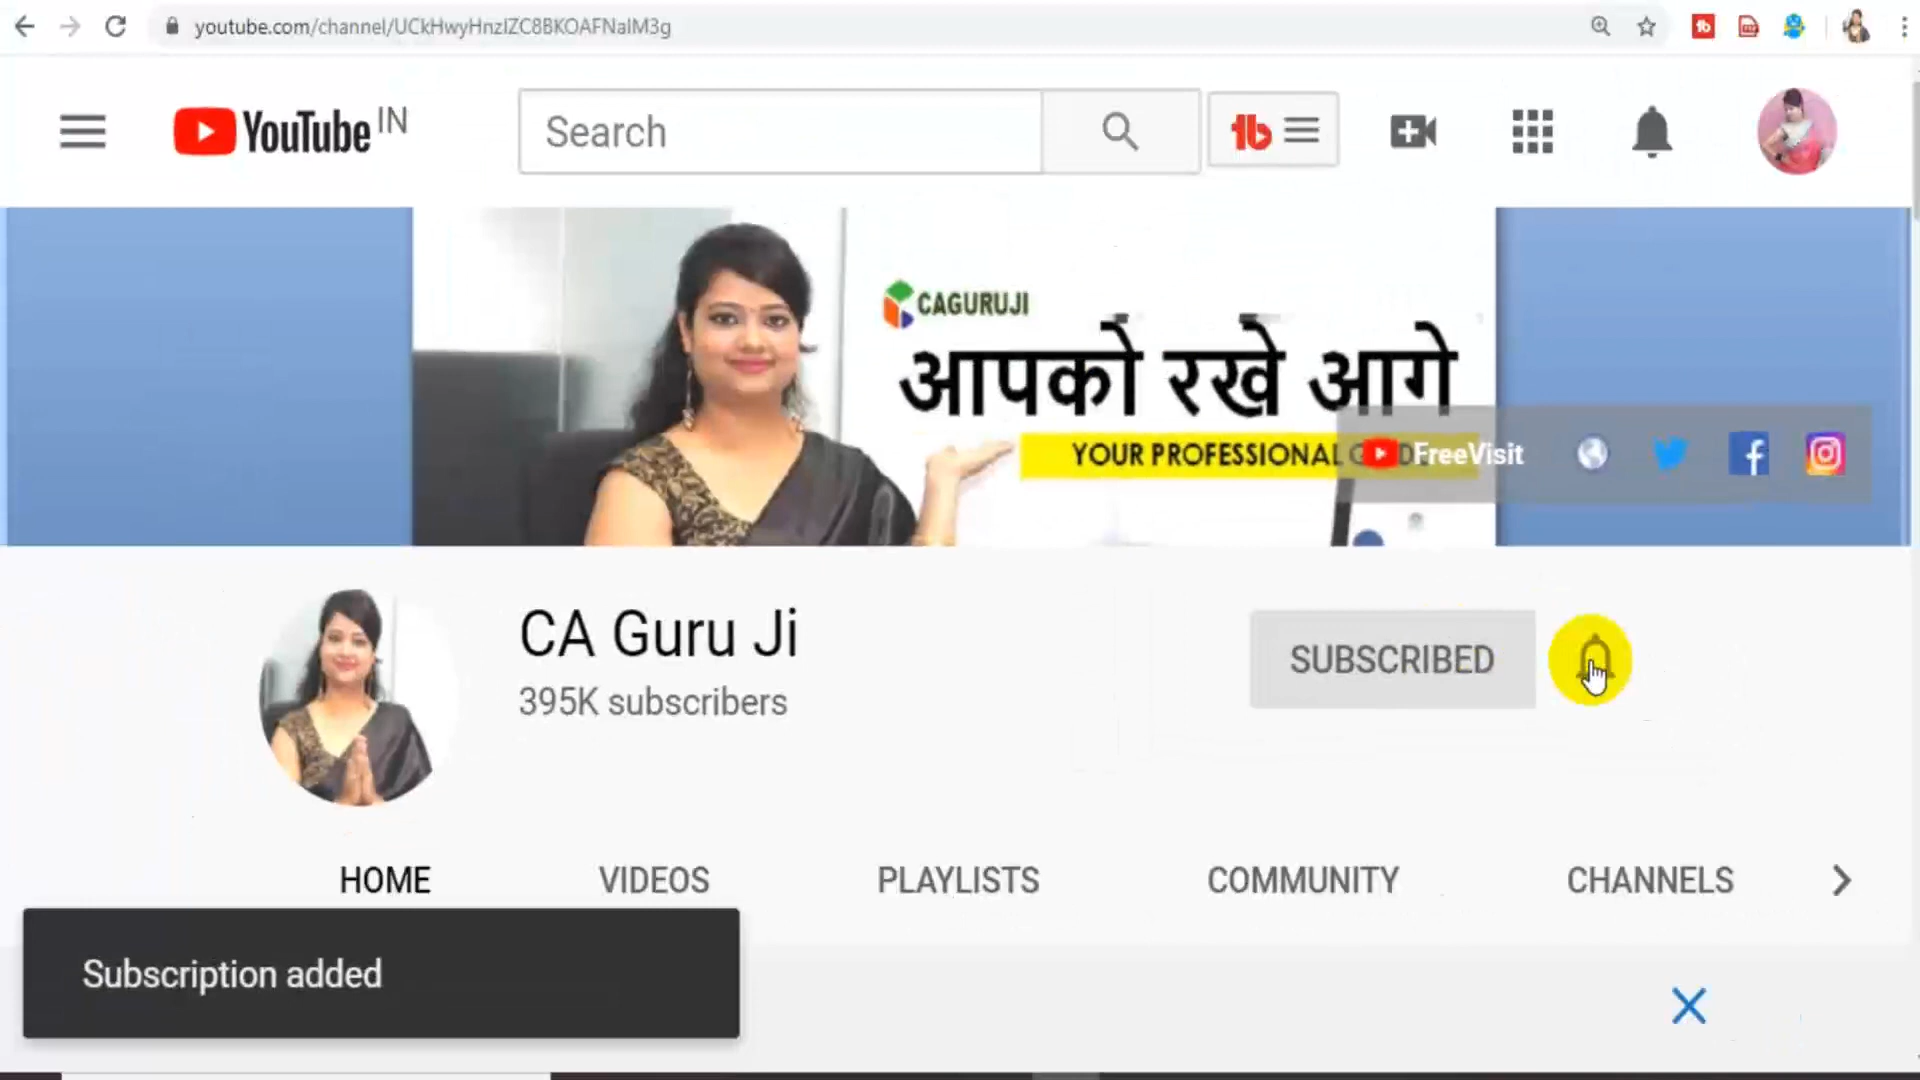 youtube.com/channel/UCkHwyHnzIZC8BKOAFNaIM3g
YouTube IN
Search
CAGURUJI
आपको रखे आगे
YOUR PROFESSIONAL
FreeVisit
CA Guru Ji
395K subscribers
SUBSCRIBED
HOME VIDEOS PLAYLISTS COMMUNITY CHANNELS
Subscription added